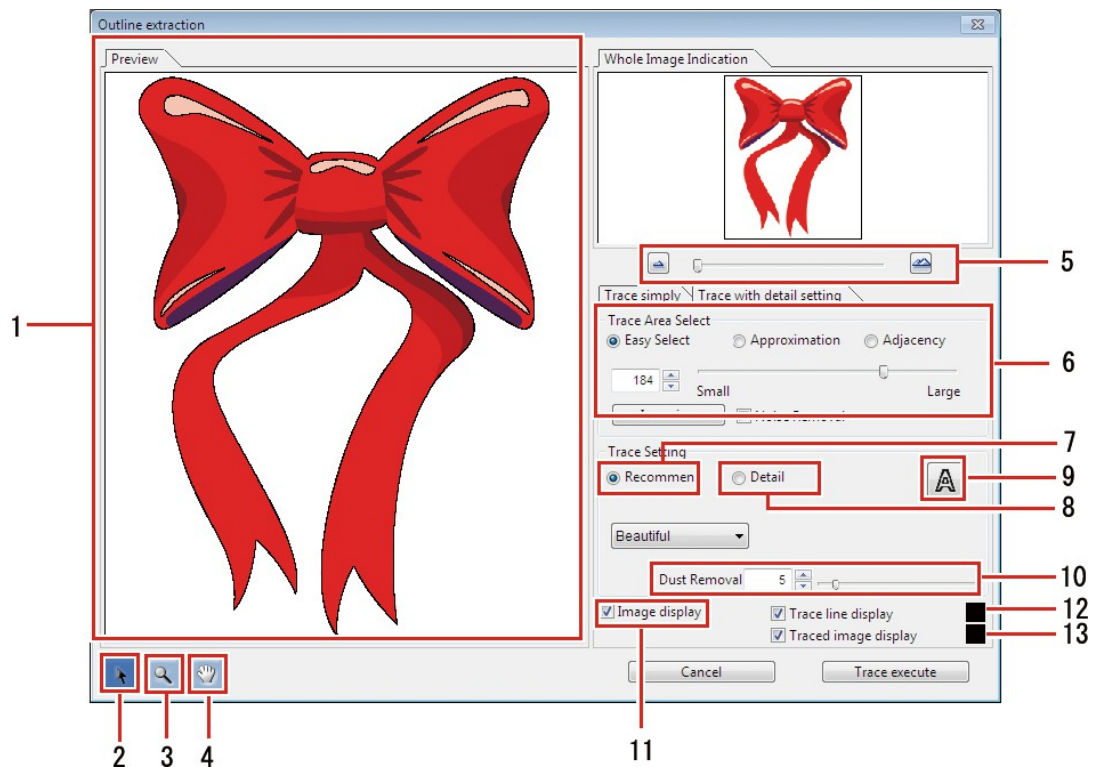 Outline extraction
Preview
Whole Image Indication
5
Trace simply Trace with detail setting
Trace Area Select
Easy Select Approximation Adjacency
184
Small Large
1
6
7
Trace Setting
Recommen Detail
A
9
8
Beautiful
Dust Removal 5
10
Image display Trace line display
12
Traced image display
13
Cancel Trace execute
2 3 4
11